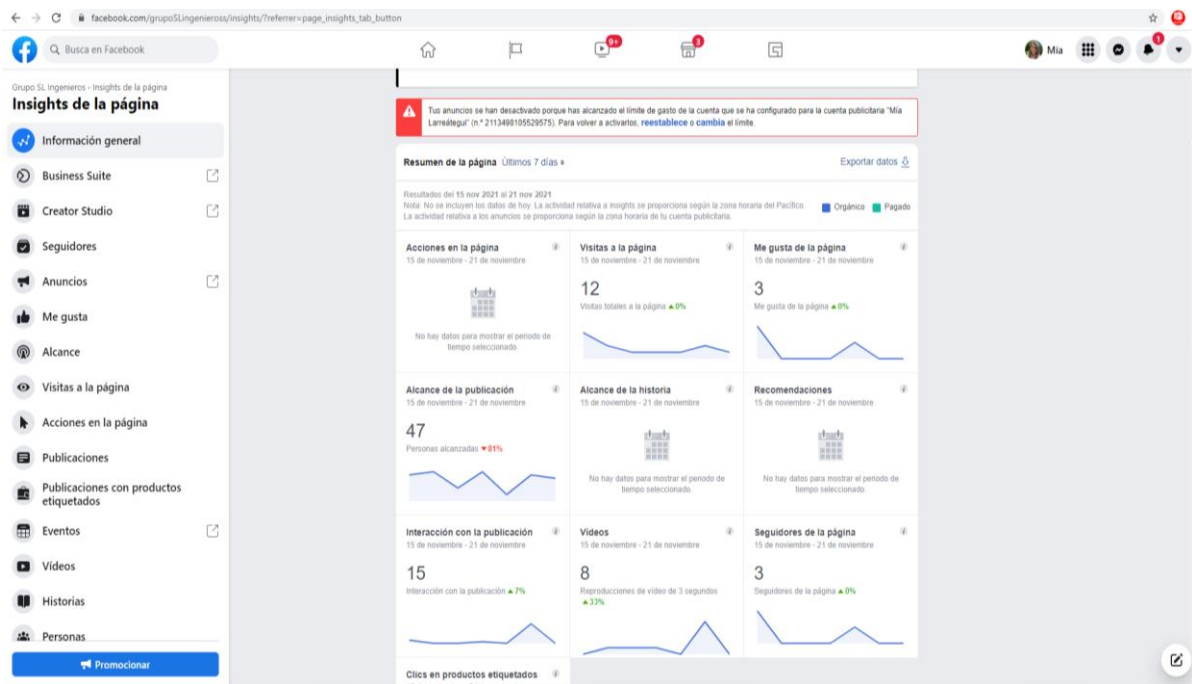 facebook.com/grupoSLingenieross/insights/?referrer=page_insights_tab_button
Busca en Facebook
9+
3
Mía
1
Grupo SL Ingenieros - Insights de la página
Insights de la página
Información general
Business Suite
Creator Studio
Seguidores
Anuncios
Me gusta
Alcance
Visitas a la página
Acciones en la página
Publicaciones
Publicaciones con productos
etiquetados
Eventos
Vídeos
Historias
Personas
Promocionar
Tus anuncios se han desactivado porque has alcanzado el límite de gasto de la cuenta que se ha configurado para la cuenta publicitaria "Mía
Larreátegui" (n.º 2113498105529575). Para volver a activarlos, reestablece o cambia el límite.
Resumen de la página Últimos 7 días
Exportar datos
Resultados del 15 nov 2021 al 21 nov 2021
Nota: No se incluyen los datos de hoy. La actividad relativa a insights se proporciona según la zona horaria del Pacífico.
La actividad relativa a los anuncios se proporciona según la zona horaria de tu cuenta publicitaria.
Orgánico Pagado
Acciones en la página
15 de noviembre - 21 de noviembre
No hay datos para mostrar el periodo de
tiempo seleccionado.
Visitas a la página
15 de noviembre - 21 de noviembre
12
Visitas totales a la página ▲0%
Me gusta de la página
15 de noviembre - 21 de noviembre
3
Me gusta de la página ▲0%
Alcance de la publicación
15 de noviembre - 21 de noviembre
47
Personas alcanzadas ▼81%
Alcance de la historia
15 de noviembre - 21 de noviembre
No hay datos para mostrar el periodo de
tiempo seleccionado.
Recomendaciones
15 de noviembre - 21 de noviembre
No hay datos para mostrar el periodo de
tiempo seleccionado.
Interacción con la publicación
15 de noviembre - 21 de noviembre
15
Interacción con la publicación ▲7%
Vídeos
15 de noviembre - 21 de noviembre
8
Reproducciones de vídeo de 3 segundos
▲33%
Seguidores de la página
15 de noviembre - 21 de noviembre
3
Seguidores de la página ▲0%
Clics en productos etiquetados